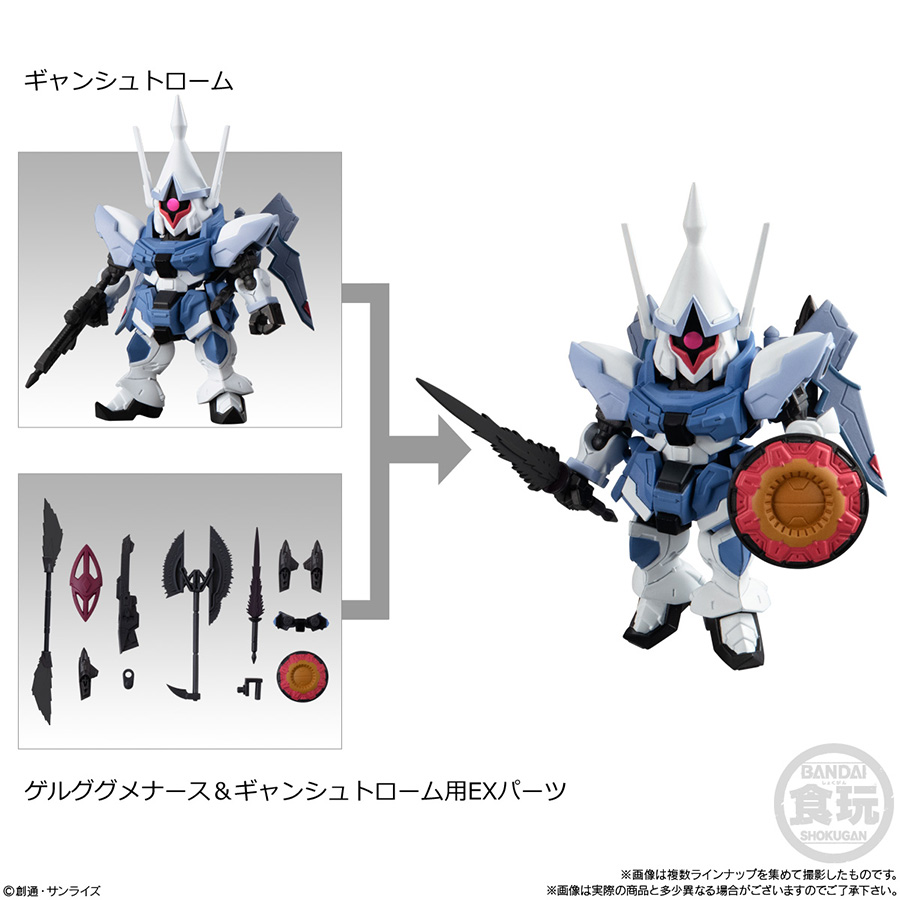 ギャンシュトローム
ゲルググメナース＆ギャンシュトローム用EXパーツ
BANDAI
しょくがん
食玩
SHOKUGAN
※画像は複数ラインナップを集めて撮影したものです。
※画像は実際の商品と多少異なる場合がございますのでご了承下さい。
©創通・サンライズ